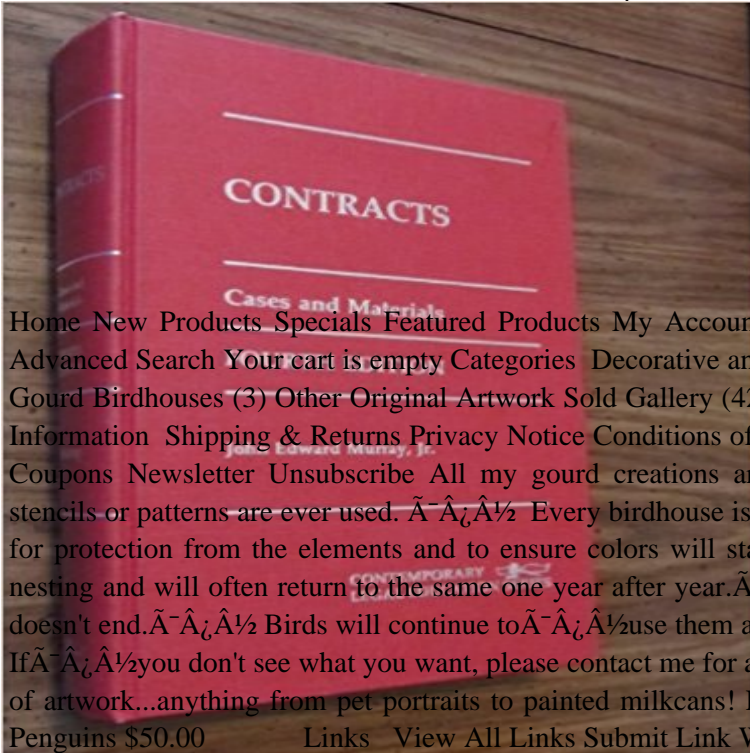 CONTRACTS
Cases and Materials
Home New Products Specials Featured Products My Accoun
Advanced Search Your cart is empty Categories Decorative an
Gourd Birdhouses (3) Other Original Artwork Sold Gallery (42
Information Shipping & Returns Privacy Notice Conditions of
John Edward Murray, Jr.
Coupons Newsletter Unsubscribe All my gourd creations an
stencils or patterns are ever used. Ã¯Â¿Â½ Every birdhouse is
for protection from the elements and to ensure colors will sta
CONTEMPORARY
nesting and will often return to the same one year after year.Ã
doesn't end.Ã¯Â¿Â½ Birds will continue toÃ¯Â¿Â½use them a
IfÃ¯Â¿Â½you don't see what you want, please contact me for a
of artwork...anything from pet portraits to painted milkcans! I
Penguins $50.00 Links View All Links Submit Link V